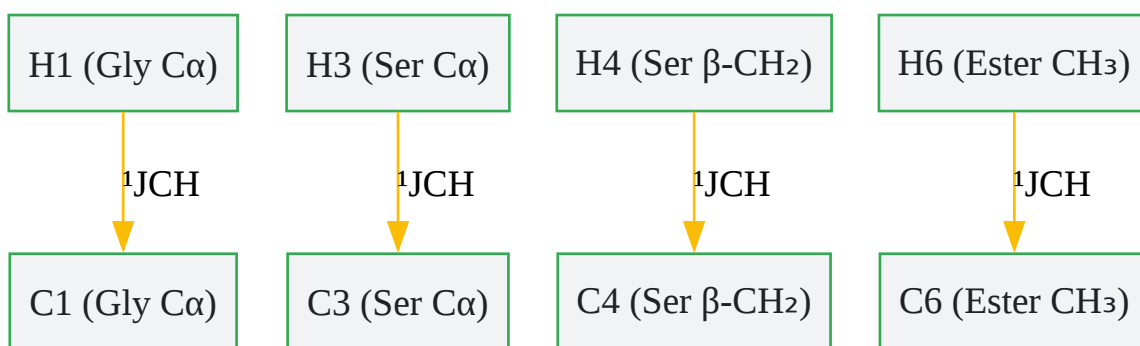 H1 (Gly Cα) H3 (Ser Cα) H4 (Ser β-CH₂) H6 (Ester CH₃)
¹JCH ¹JCH ¹JCH ¹JCH
C1 (Gly Cα) C3 (Ser Cα) C4 (Ser β-CH₂) C6 (Ester CH₃)